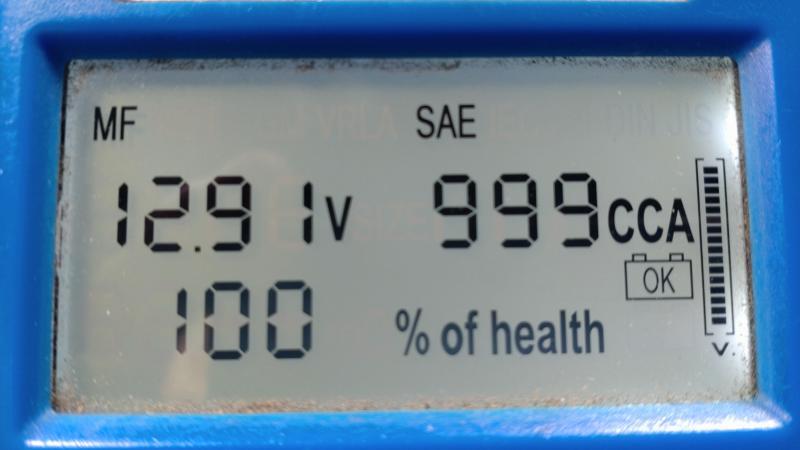 MF SAE
12.91V 999CCA
OK
100 % of health